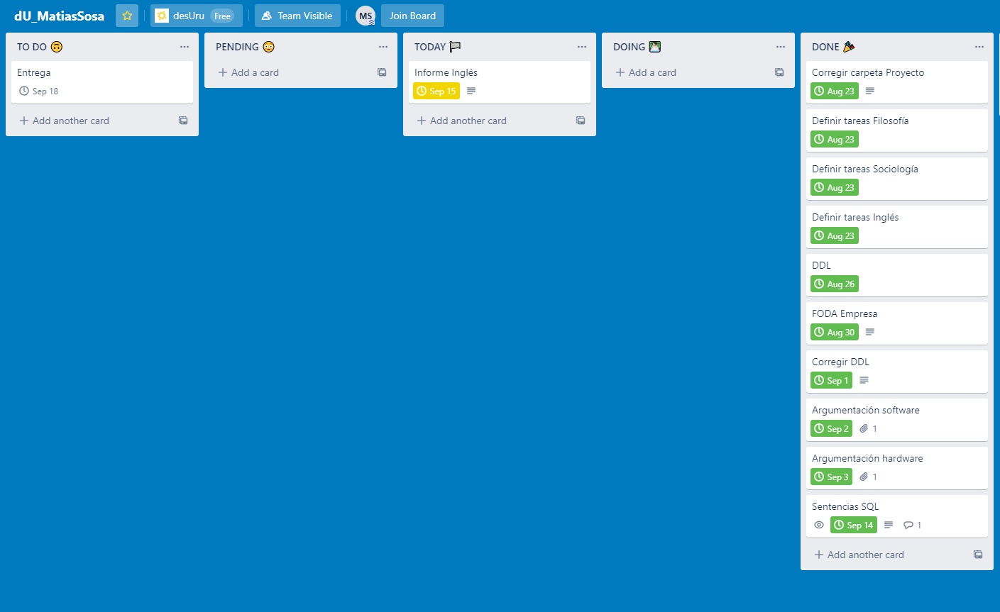 dU_MatiasSosa
desUru Free
Team Visible
MS
Join Board
TO DO 🙃
Entrega
Sep 18
Add another card
PENDING 😳
Add a card
TODAY 🏳
Informe Inglés
Sep 15
Add another card
DOING
Add a card
DONE 🎉
Corregir carpeta Proyecto
Aug 23
Definir tareas Filosofía
Aug 23
Definir tareas Sociología
Aug 23
Definir tareas Inglés
Aug 23
DDL
Aug 26
FODA Empresa
Aug 30
Corregir DDL
Sep 1
Argumentación software
Sep 2 1
Argumentación hardware
Sep 3 1
Sentencias SQL
Sep 14 1
Add another card